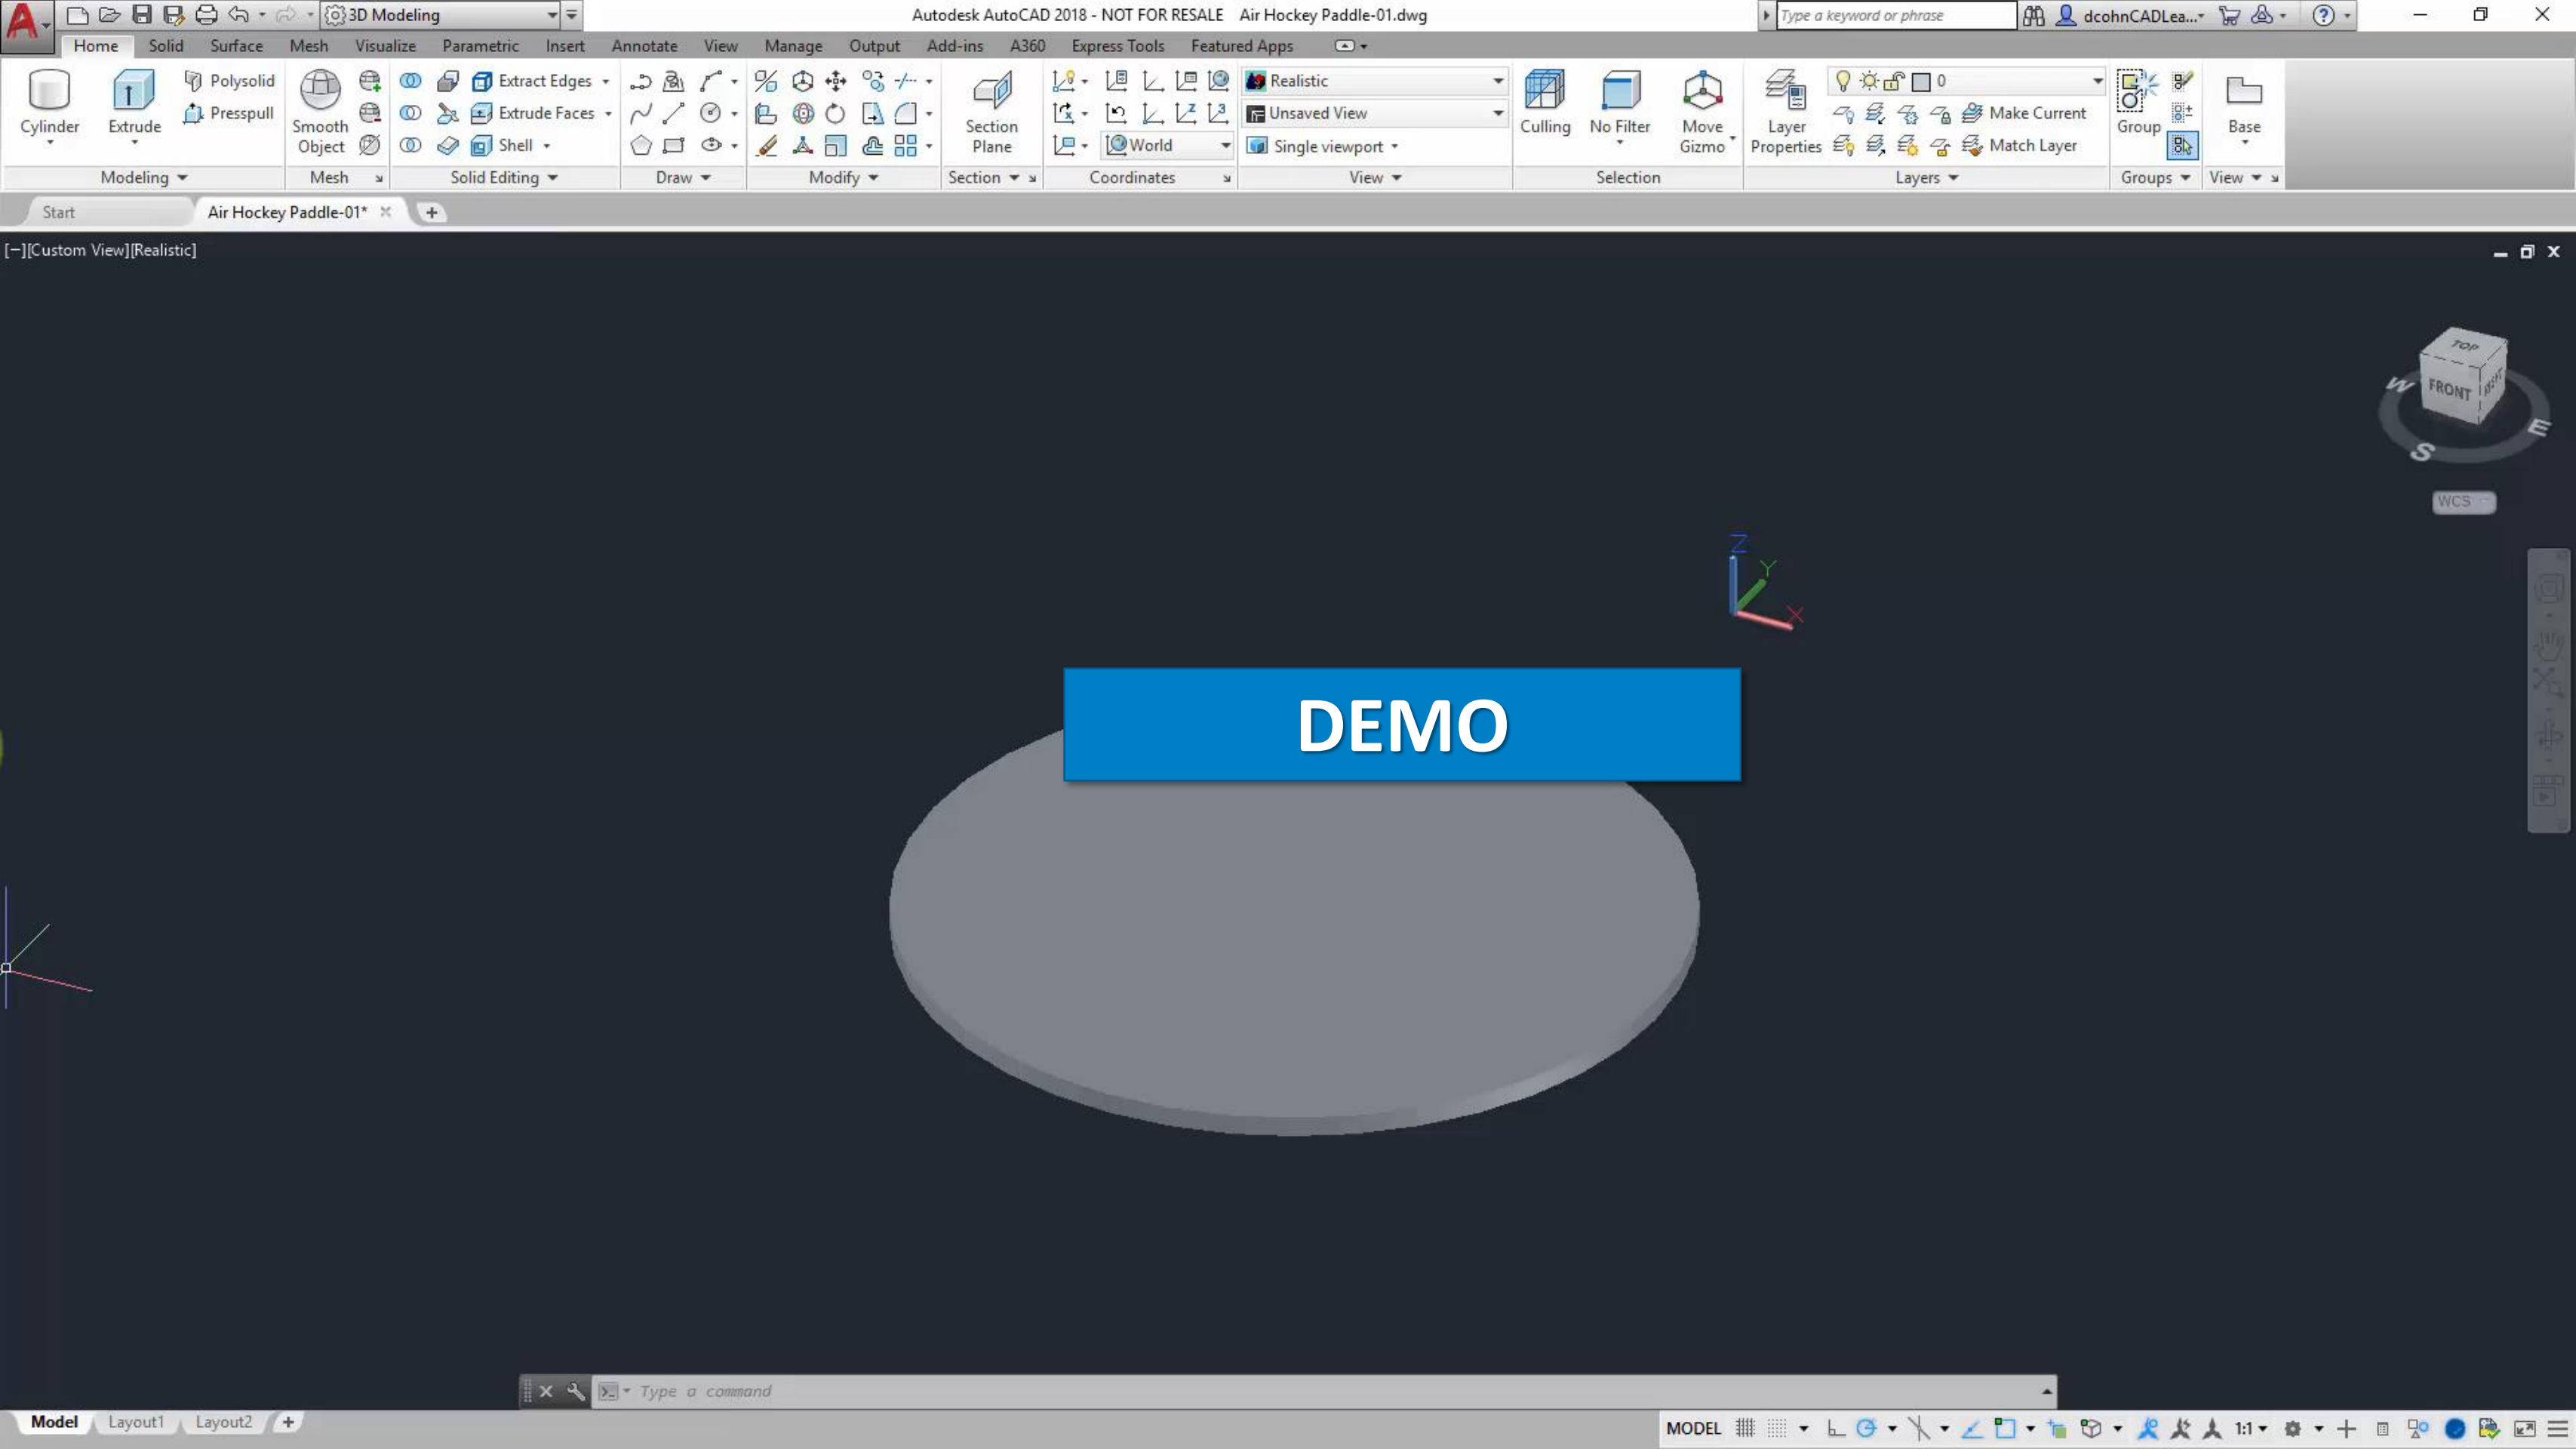 3D Modeling
Autodesk AutoCAD 2018 - NOT FOR RESALE Air Hockey Paddle-01.dwg
Type a keyword or phrase
dcohnCADLea...
Home Solid Surface Mesh Visualize Parametric Insert Annotate View Manage Output Add-ins A360 Express Tools Featured Apps
Cylinder
Extrude
Polysolid
Presspull
Modeling
Smooth
Object
Mesh
Extract Edges
Extrude Faces
Shell
Solid Editing
Draw
Modify
Section
Plane
Section
World
Coordinates
Realistic
Unsaved View
Single viewport
View
Culling
No Filter
Move
Gizmo
Selection
Layer
Properties
0
Make Current
Match Layer
Layers
Group
Groups
Base
View
Start
Air Hockey Paddle-01*
[−][Custom View][Realistic]
TOP
FRONT
W
E
S
WCS
Z
Y
X
DEMO
Type a command
Model Layout1 Layout2
MODEL
1:1